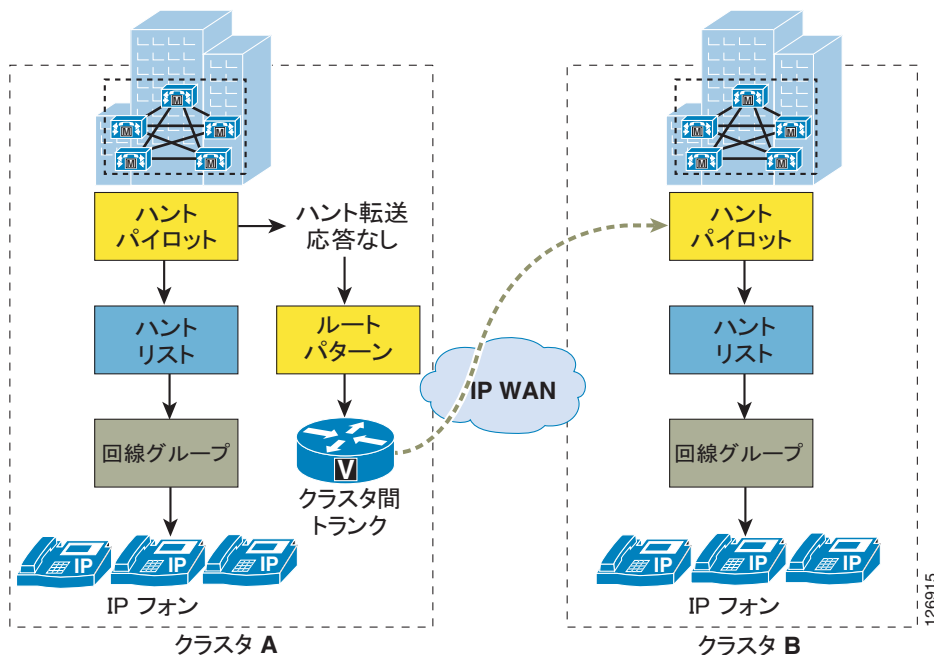 M
M
M
M
M
ハント
パイロット
ハント転送
応答なし
ハント
リスト
ルート
パターン
回線グループ
V
クラスタ間
トランク
IP
IP
IP
IP フォン
クラスタ A
IP WAN
M
M
M
M
M
ハント
パイロット
ハント
リスト
回線グループ
IP
IP
IP
IP フォン
クラスタ B
126915